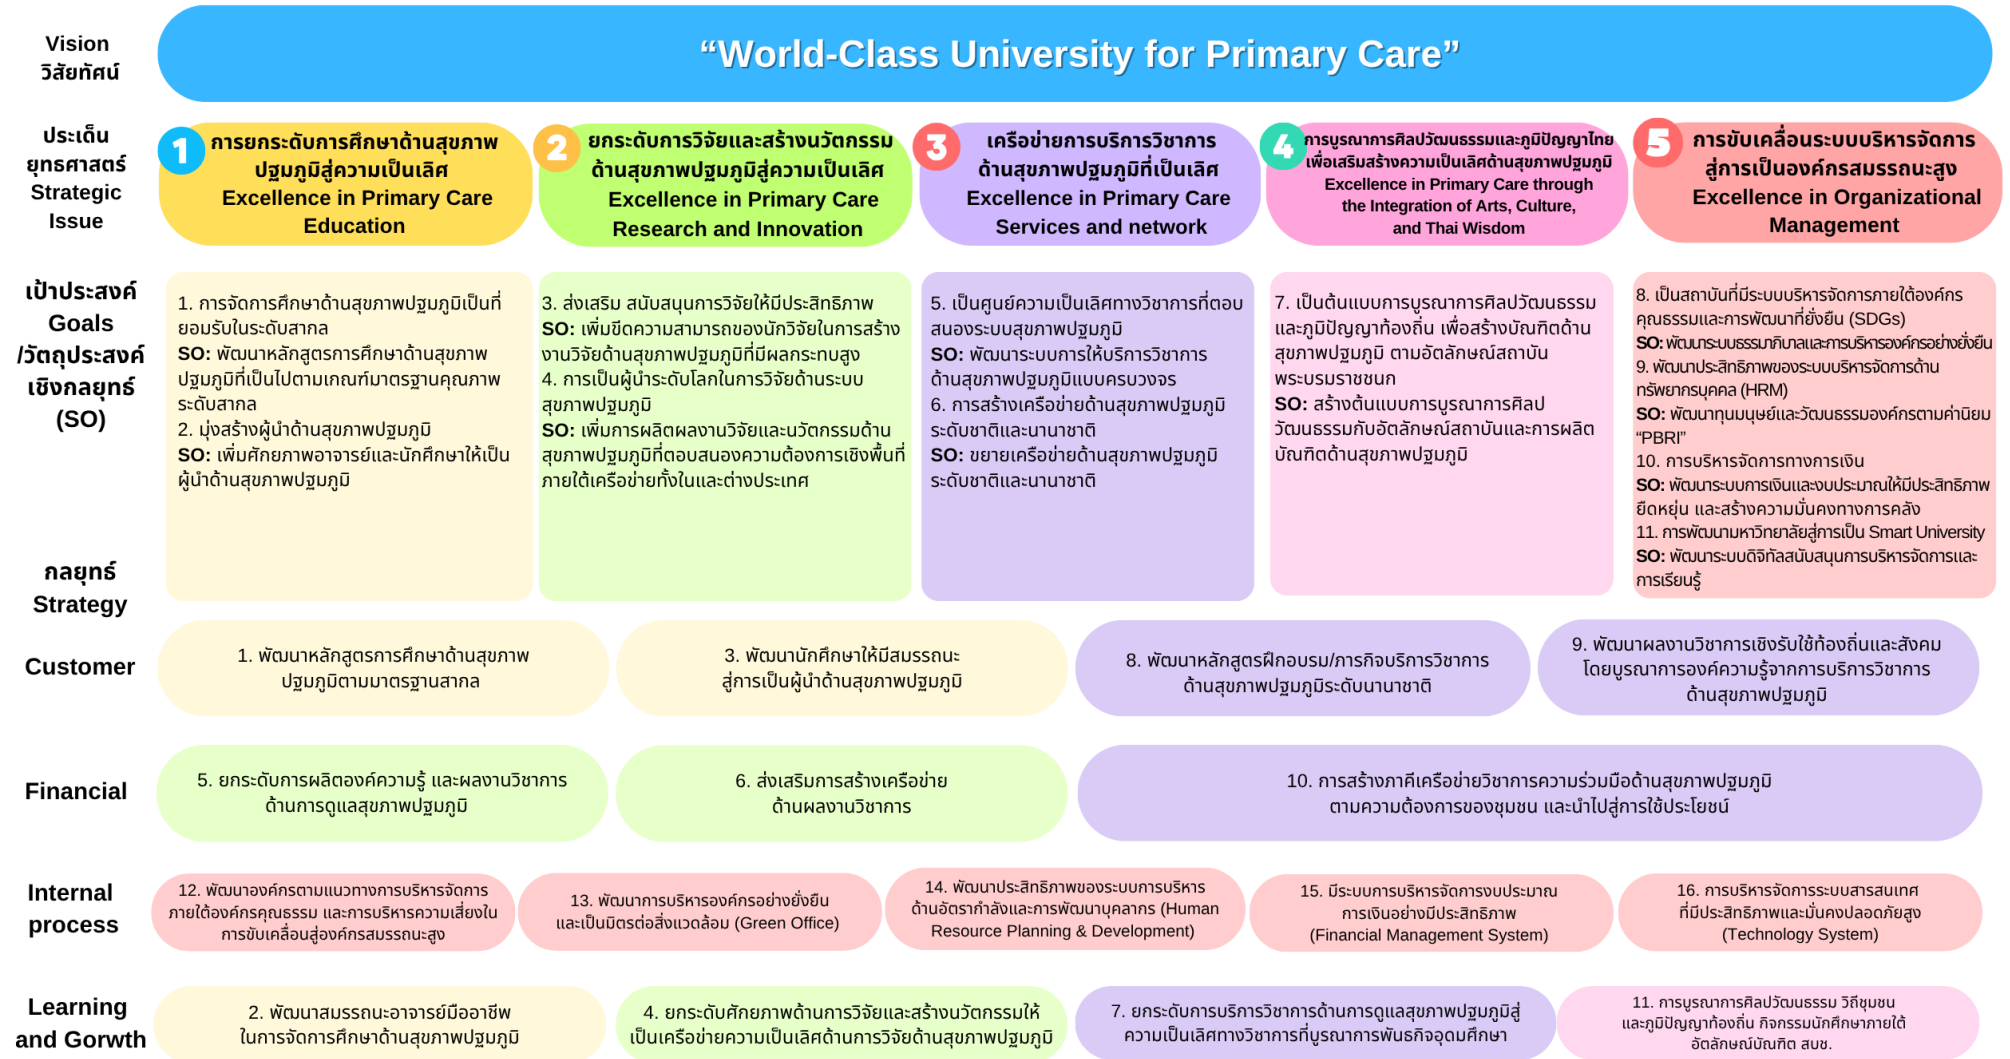 Vision
วิสัยทัศน์
“World-Class University for Primary Care”
ประเด็น
ยุทธศาสตร์
Strategic
Issue
1
การยกระดับการศึกษาด้านสุขภาพ
ปฐมภูมิสู่ความเป็นเลิศ
Excellence in Primary Care
Education
2
ยกระดับการวิจัยและสร้างนวัตกรรม
ด้านสุขภาพปฐมภูมิสู่ความเป็นเลิศ
Excellence in Primary Care
Research and Innovation
3
เครือข่ายการบริการวิชาการ
ด้านสุขภาพปฐมภูมิที่เป็นเลิศ
Excellence in Primary Care
Services and network
4
การบูรณาการศิลปวัฒนธรรมและภูมิปัญญาไทย
เพื่อเสริมสร้างความเป็นเลิศด้านสุขภาพปฐมภูมิ
Excellence in Primary Care through
the Integration of Arts, Culture,
and Thai Wisdom
5
การขับเคลื่อนระบบบริหารจัดการ
สู่การเป็นองค์กรสมรรถนะสูง
Excellence in Organizational
Management
เป้าประสงค์
Goals
/วัตถุประสงค์
เชิงกลยุทธ์
(SO)
1. การจัดการศึกษาด้านสุขภาพปฐมภูมิเป็นที่
ยอมรับในระดับสากล
SO: พัฒนาหลักสูตรการศึกษาด้านสุขภาพ
ปฐมภูมิที่เป็นไปตามเกณฑ์มาตรฐานคุณภาพ
ระดับสากล
2. มุ่งสร้างผู้นำด้านสุขภาพปฐมภูมิ
SO: เพิ่มศักยภาพอาจารย์และนักศึกษาให้เป็น
ผู้นำด้านสุขภาพปฐมภูมิ
3. ส่งเสริม สนับสนุนการวิจัยให้มีประสิทธิภาพ
SO: เพิ่มขีดความสามารถของนักวิจัยในการสร้าง
งานวิจัยด้านสุขภาพปฐมภูมิที่มีผลกระทบสูง
4. การเป็นผู้นำระดับโลกในการวิจัยด้านระบบ
สุขภาพปฐมภูมิ
SO: เพิ่มการผลิตผลงานวิจัยและนวัตกรรมด้าน
สุขภาพปฐมภูมิที่ตอบสนองความต้องการเชิงพื้นที่
ภายใต้เครือข่ายทั้งในและต่างประเทศ
5. เป็นศูนย์ความเป็นเลิศทางวิชาการที่ตอบ
สนองระบบสุขภาพปฐมภูมิ
SO: พัฒนาระบบการให้บริการวิชาการ
ด้านสุขภาพปฐมภูมิแบบครบวงจร
6. การสร้างเครือข่ายด้านสุขภาพปฐมภูมิ
ระดับชาติและนานาชาติ
SO: ขยายเครือข่ายด้านสุขภาพปฐมภูมิ
ระดับชาติและนานาชาติ
7. เป็นต้นแบบการบูรณาการศิลปวัฒนธรรม
และภูมิปัญญาท้องถิ่น เพื่อสร้างบัณฑิตด้าน
สุขภาพปฐมภูมิ ตามอัตลักษณ์สถาบัน
พระบรมราชชนก
SO: สร้างต้นแบบการบูรณาการศิลป
วัฒนธรรมกับอัตลักษณ์สถาบันและการผลิต
บัณฑิตด้านสุขภาพปฐมภูมิ
8. เป็นสถาบันที่มีระบบบริหารจัดการภายใต้องค์กร
คุณธรรมและการพัฒนาที่ยั่งยืน (SDGs)
SO: พัฒนาระบบธรรมาภิบาลและการบริหารองค์กรอย่างยั่งยืน
9. พัฒนาประสิทธิภาพของระบบบริหารจัดการด้าน
ทรัพยากรบุคคล (HRM)
SO: พัฒนาทุนมนุษย์และวัฒนธรรมองค์กรตามค่านิยม
“PBRI”
10. การบริหารจัดการทางการเงิน
SO: พัฒนาระบบการเงินและงบประมาณให้มีประสิทธิภาพ
ยืดหยุ่น และสร้างความมั่นคงทางการคลัง
11. การพัฒนามหาวิทยาลัยสู่การเป็น Smart University
SO: พัฒนาระบบดิจิทัลสนับสนุนการบริหารจัดการและ
การเรียนรู้
กลยุทธ์
Strategy
Customer
1. พัฒนาหลักสูตรการศึกษาด้านสุขภาพ
ปฐมภูมิตามมาตรฐานสากล
3. พัฒนานักศึกษาให้มีสมรรถนะ
สู่การเป็นผู้นำด้านสุขภาพปฐมภูมิ
8. พัฒนาหลักสูตรฝึกอบรม/ภารกิจบริการวิชาการ
ด้านสุขภาพปฐมภูมิระดับนานาชาติ
9. พัฒนาผลงานวิชาการเชิงรับใช้ท้องถิ่นและสังคม
โดยบูรณาการองค์ความรู้จากการบริการวิชาการ
ด้านสุขภาพปฐมภูมิ
Financial
5. ยกระดับการผลิตองค์ความรู้ และผลงานวิชาการ
ด้านการดูแลสุขภาพปฐมภูมิ
6. ส่งเสริมการสร้างเครือข่าย
ด้านผลงานวิชาการ
10. การสร้างภาคีเครือข่ายวิชาการความร่วมมือด้านสุขภาพปฐมภูมิ
ตามความต้องการของชุมชน และนำไปสู่การใช้ประโยชน์
Internal
process
12. พัฒนาองค์กรตามแนวทางการบริหารจัดการ
ภายใต้องค์กรคุณธรรม และการบริหารความเสี่ยงใน
การขับเคลื่อนสู่องค์กรสมรรถนะสูง
13. พัฒนาการบริหารองค์กรอย่างยั่งยืน
และเป็นมิตรต่อสิ่งแวดล้อม (Green Office)
14. พัฒนาประสิทธิภาพของระบบการบริหาร
ด้านอัตรากำลังและการพัฒนาบุคลากร (Human
Resource Planning & Development)
15. มีระบบการบริหารจัดการงบประมาณ
การเงินอย่างมีประสิทธิภาพ
(Financial Management System)
16. การบริหารจัดการระบบสารสนเทศ
ที่มีประสิทธิภาพและมั่นคงปลอดภัยสูง
(Technology System)
Learning
and Gorwth
2. พัฒนาสมรรถนะอาจารย์มืออาชีพ
ในการจัดการศึกษาด้านสุขภาพปฐมภูมิ
4. ยกระดับศักยภาพด้านการวิจัยและสร้างนวัตกรรมให้
เป็นเครือข่ายความเป็นเลิศด้านการวิจัยด้านสุขภาพปฐมภูมิ
7. ยกระดับการบริการวิชาการด้านการดูแลสุขภาพปฐมภูมิสู่
ความเป็นเลิศทางวิชาการที่บูรณาการพันธกิจอุดมศึกษา
11. การบูรณาการศิลปวัฒนธรรม วิถีชุมชน
และภูมิปัญญาท้องถิ่น กิจกรรมนักศึกษาภายใต้
อัตลักษณ์บัณฑิต สบช.